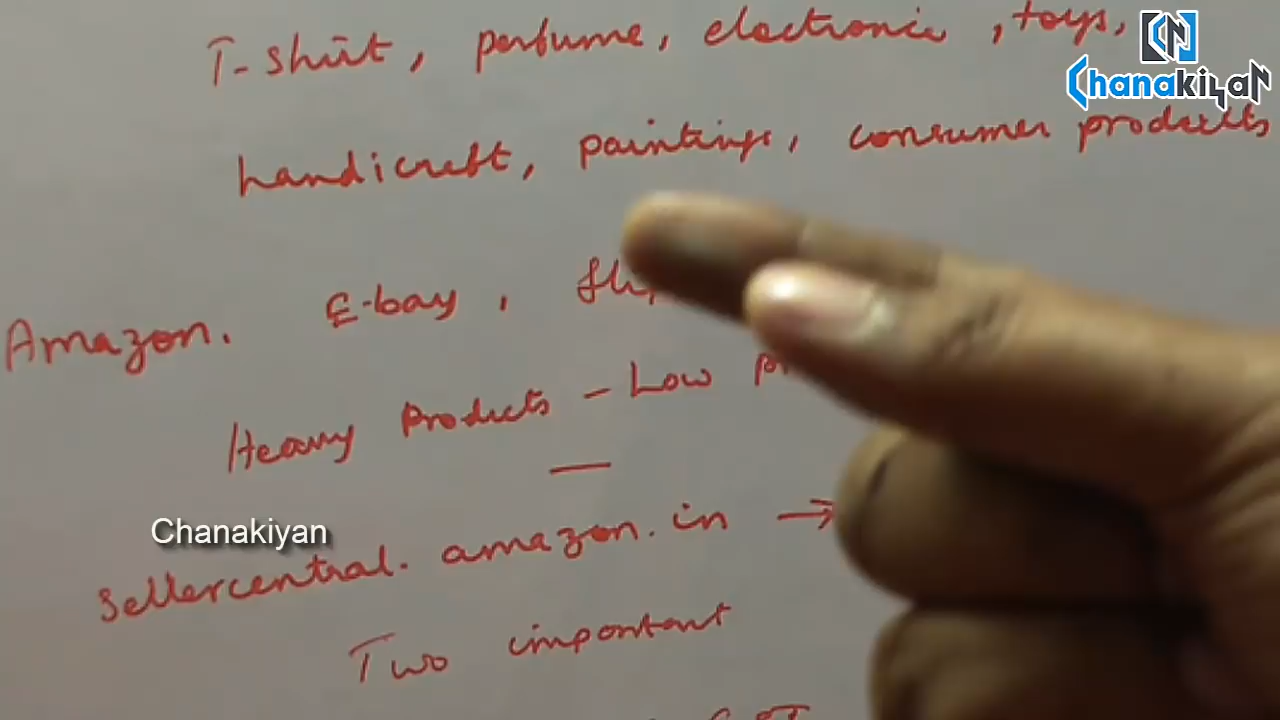 T-shirt, perfume, electronic, toys,
CN
Chanakiyan
handicraft, paintings, consumer products
Amazon. E-bay,
Heavy Products - Low
Chanakiyan
sellercentral.amazon.in →
Two important